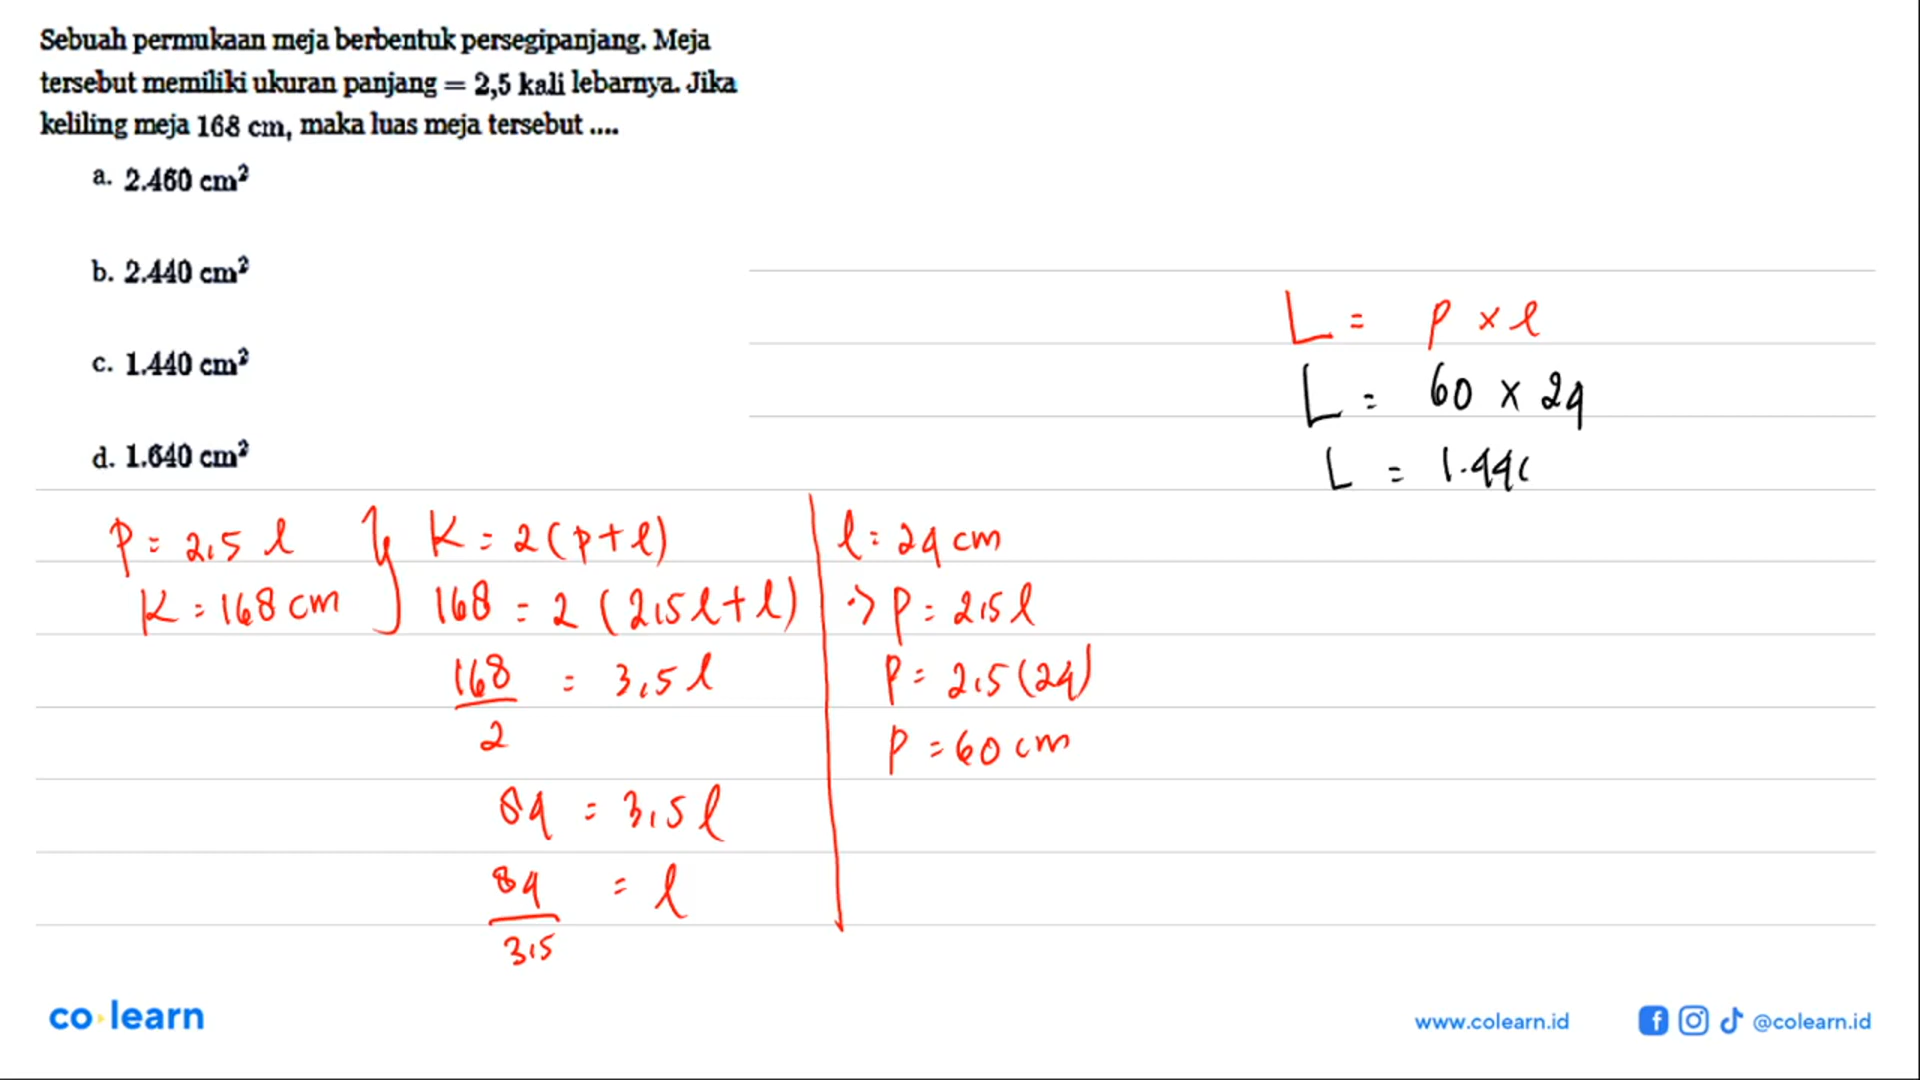 Sebuah permukaan meja berbentuk persegipanjang. Meja
tersebut memiliki ukuran panjang = 2,5 kali lebarnya. Jika
keliling meja 168 cm, maka luas meja tersebut ....
a. 2.460 cm²
b. 2.440 cm²
c. 1.440 cm²
d. 1.640 cm²
p = 2,5 l
K = 168 cm
K = 2 (p + l)
168 = 2 (2,5 l + l)
168/2 = 3,5 l
84 = 3,5 l
84/3,5 = l
l = 24 cm
-> p = 2,5 l
p = 2,5 (24)
p = 60 cm
L = p x l
L = 60 x 24
L = 1.440
co learn
www.colearn.id
@colearn.id